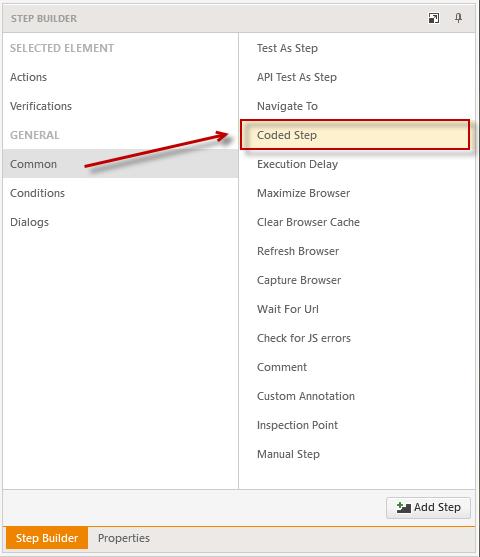 STEP BUILDER
SELECTED ELEMENT
Actions
Verifications
GENERAL
Common
Conditions
Dialogs
Test As Step
API Test As Step
Navigate To
Coded Step
Execution Delay
Maximize Browser
Clear Browser Cache
Refresh Browser
Capture Browser
Wait For Url
Check for JS errors
Comment
Custom Annotation
Inspection Point
Manual Step
Add Step
Step Builder Properties